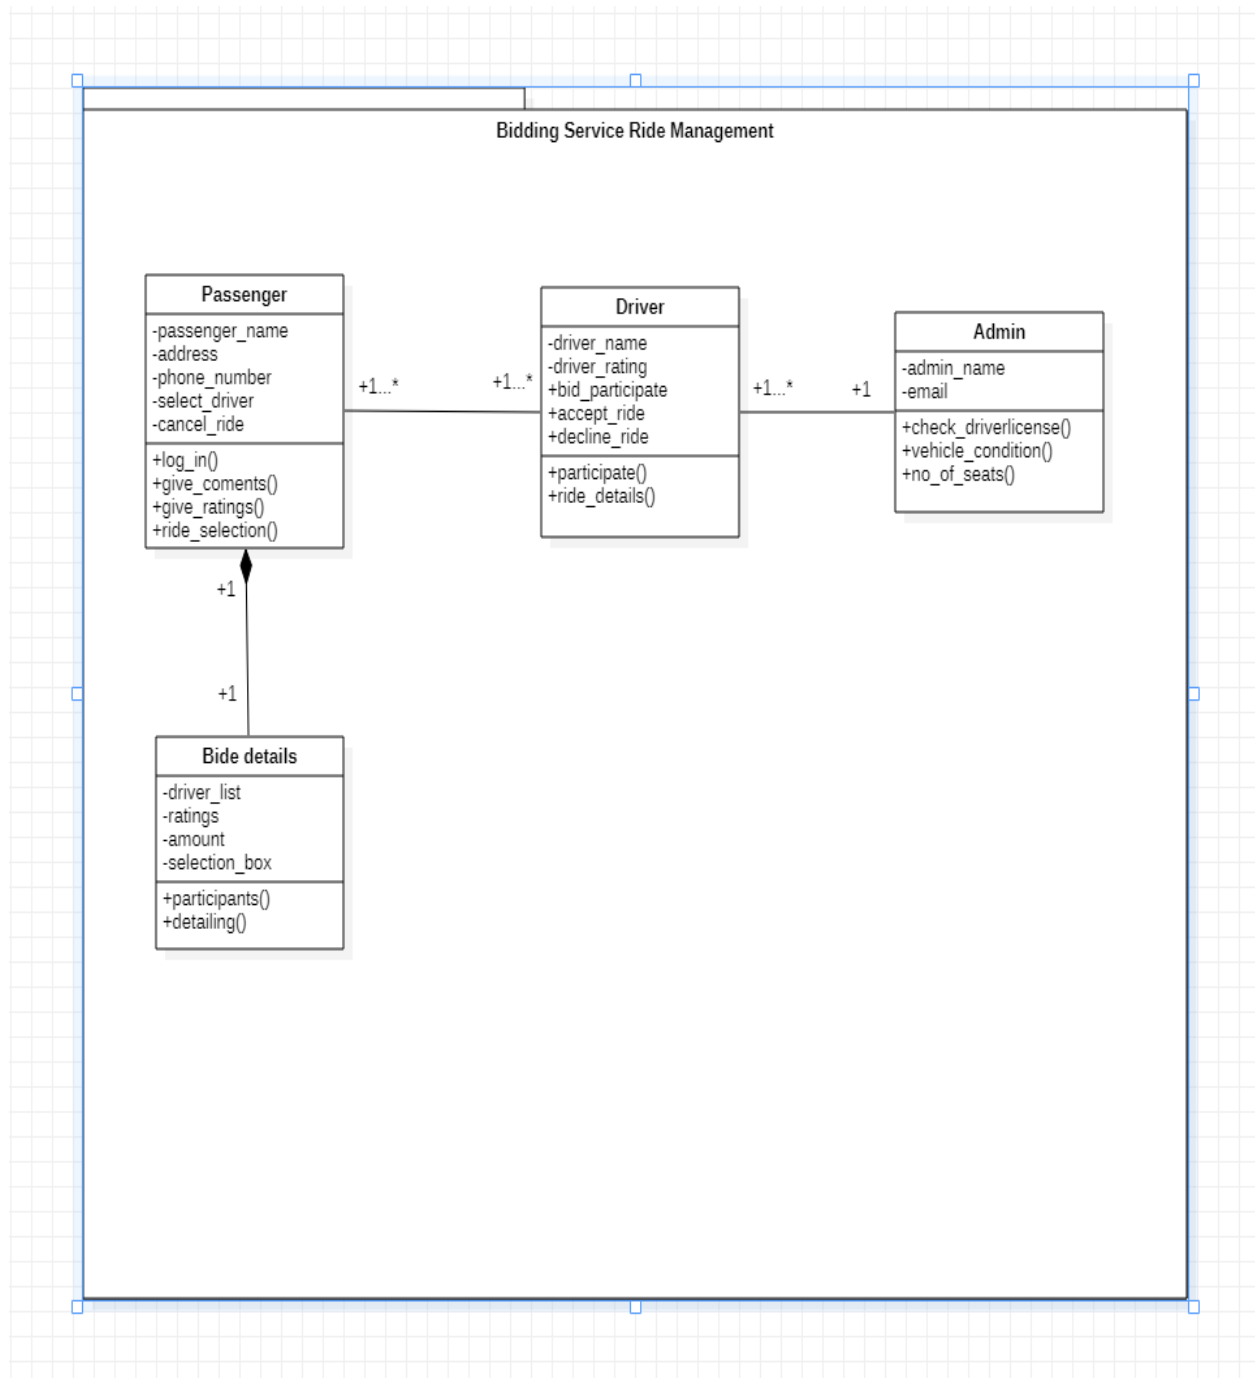 Bidding Service Ride Management
Passenger
-passenger_name
-address
-phone_number
-select_driver
-cancel_ride
+log_in()
+give_coments()
+give_ratings()
+ride_selection()
+1...*
+1...*
Driver
-driver_name
-driver_rating
+bid_participate
+accept_ride
+decline_ride
+participate()
+ride_details()
+1...*
+1
Admin
-admin_name
-email
+check_driverlicense()
+vehicle_condition()
+no_of_seats()
+1
+1
Bide details
-driver_list
-ratings
-amount
-selection_box
+participants()
+detailing()